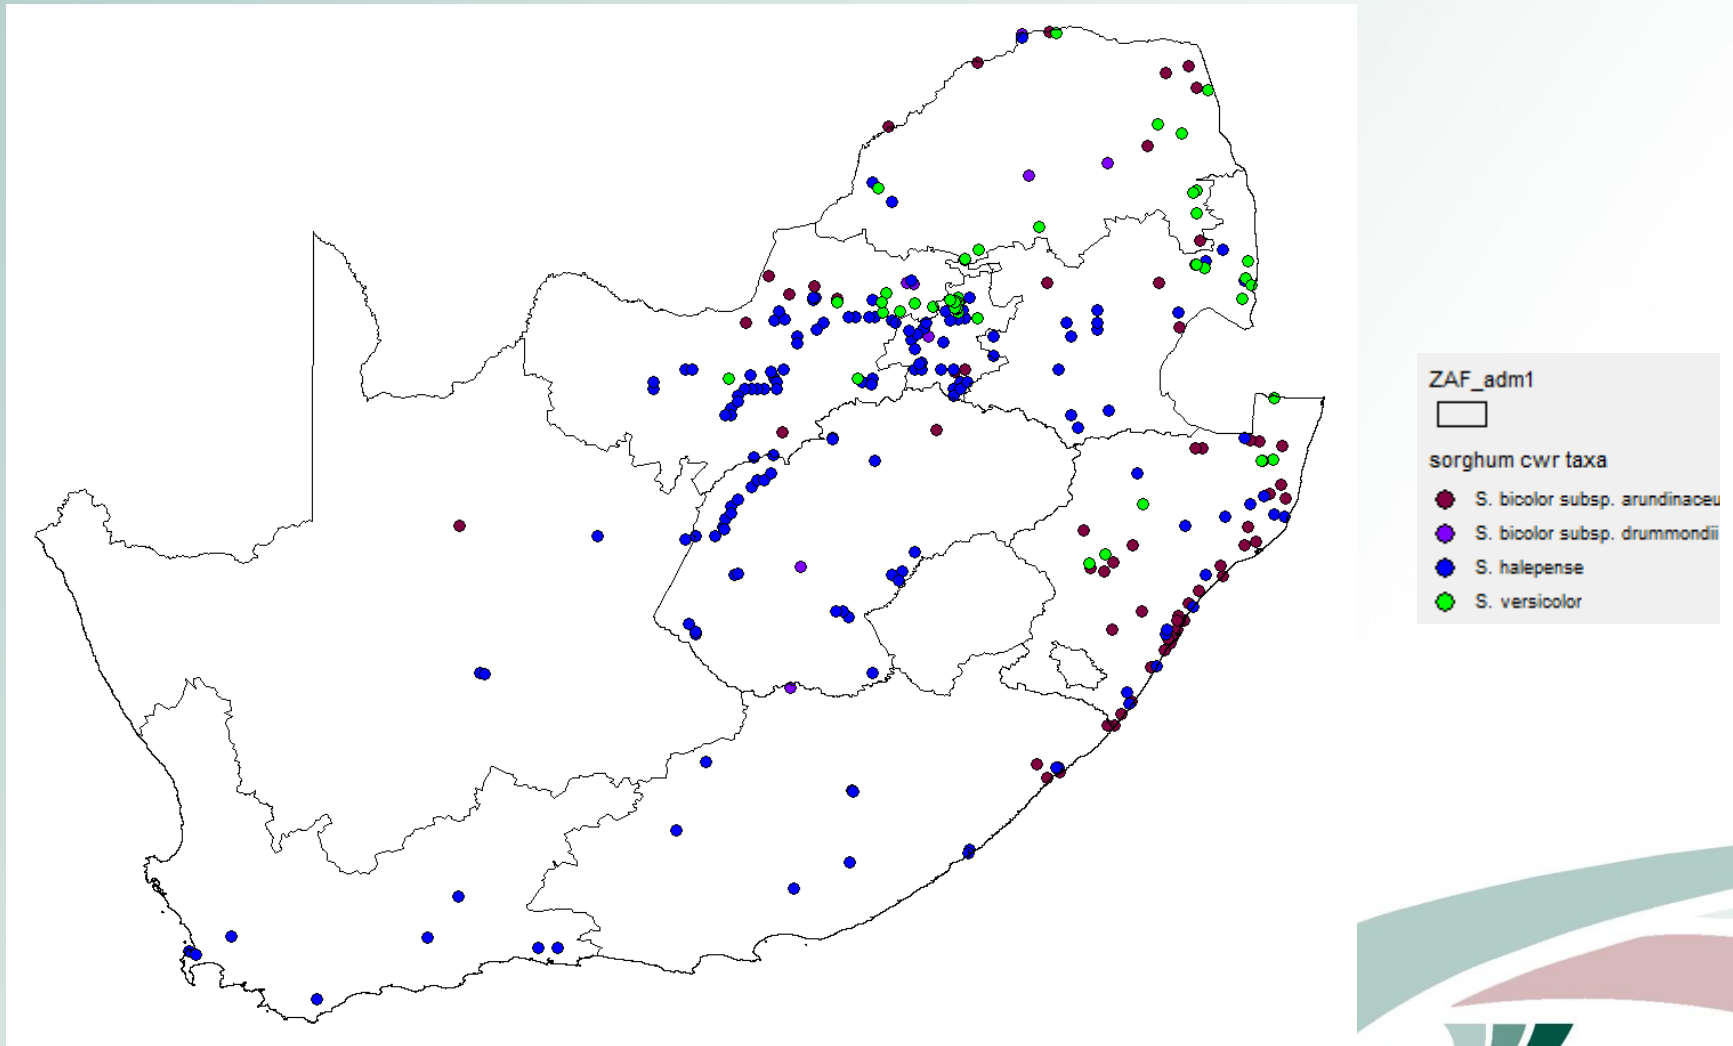 ZAF_adm1
sorghum cwr taxa
S. bicolor subsp. arundinaceu
S. bicolor subsp. drummondii
S. halepense
S. versicolor